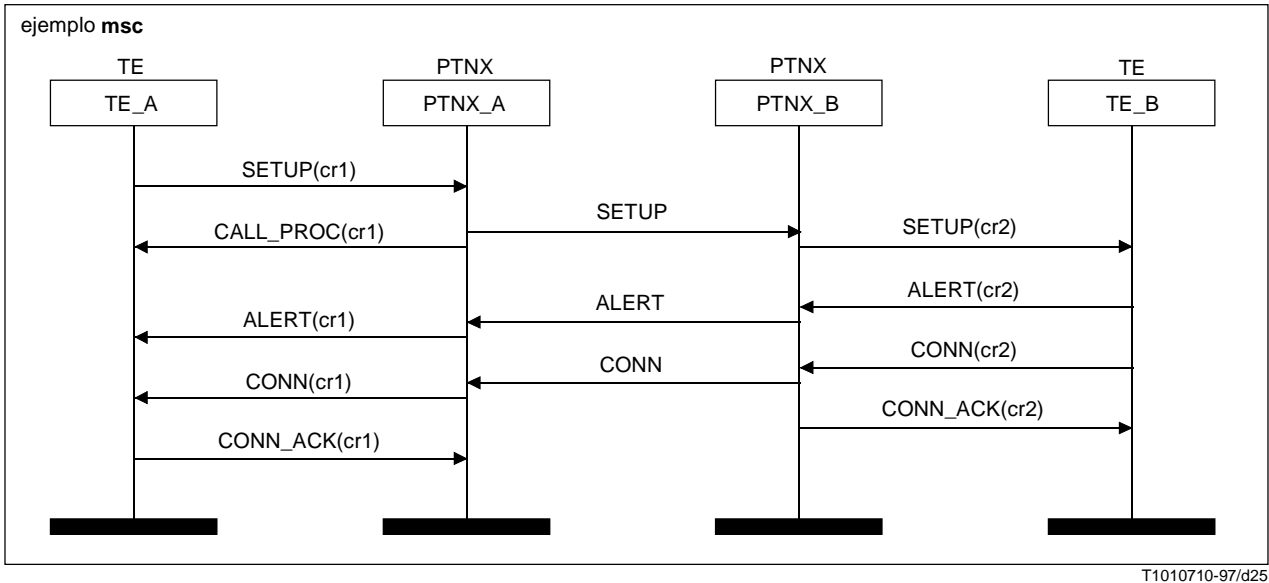 ejemplo msc
TE
PTNX
PTNX
TE
TE_A
PTNX_A
PTNX_B
TE_B
SETUP(cr1)
SETUP
CALL_PROC(cr1)
SETUP(cr2)
ALERT(cr2)
ALERT
ALERT(cr1)
CONN(cr2)
CONN
CONN(cr1)
CONN_ACK(cr2)
CONN_ACK(cr1)
T1010710-97/d25